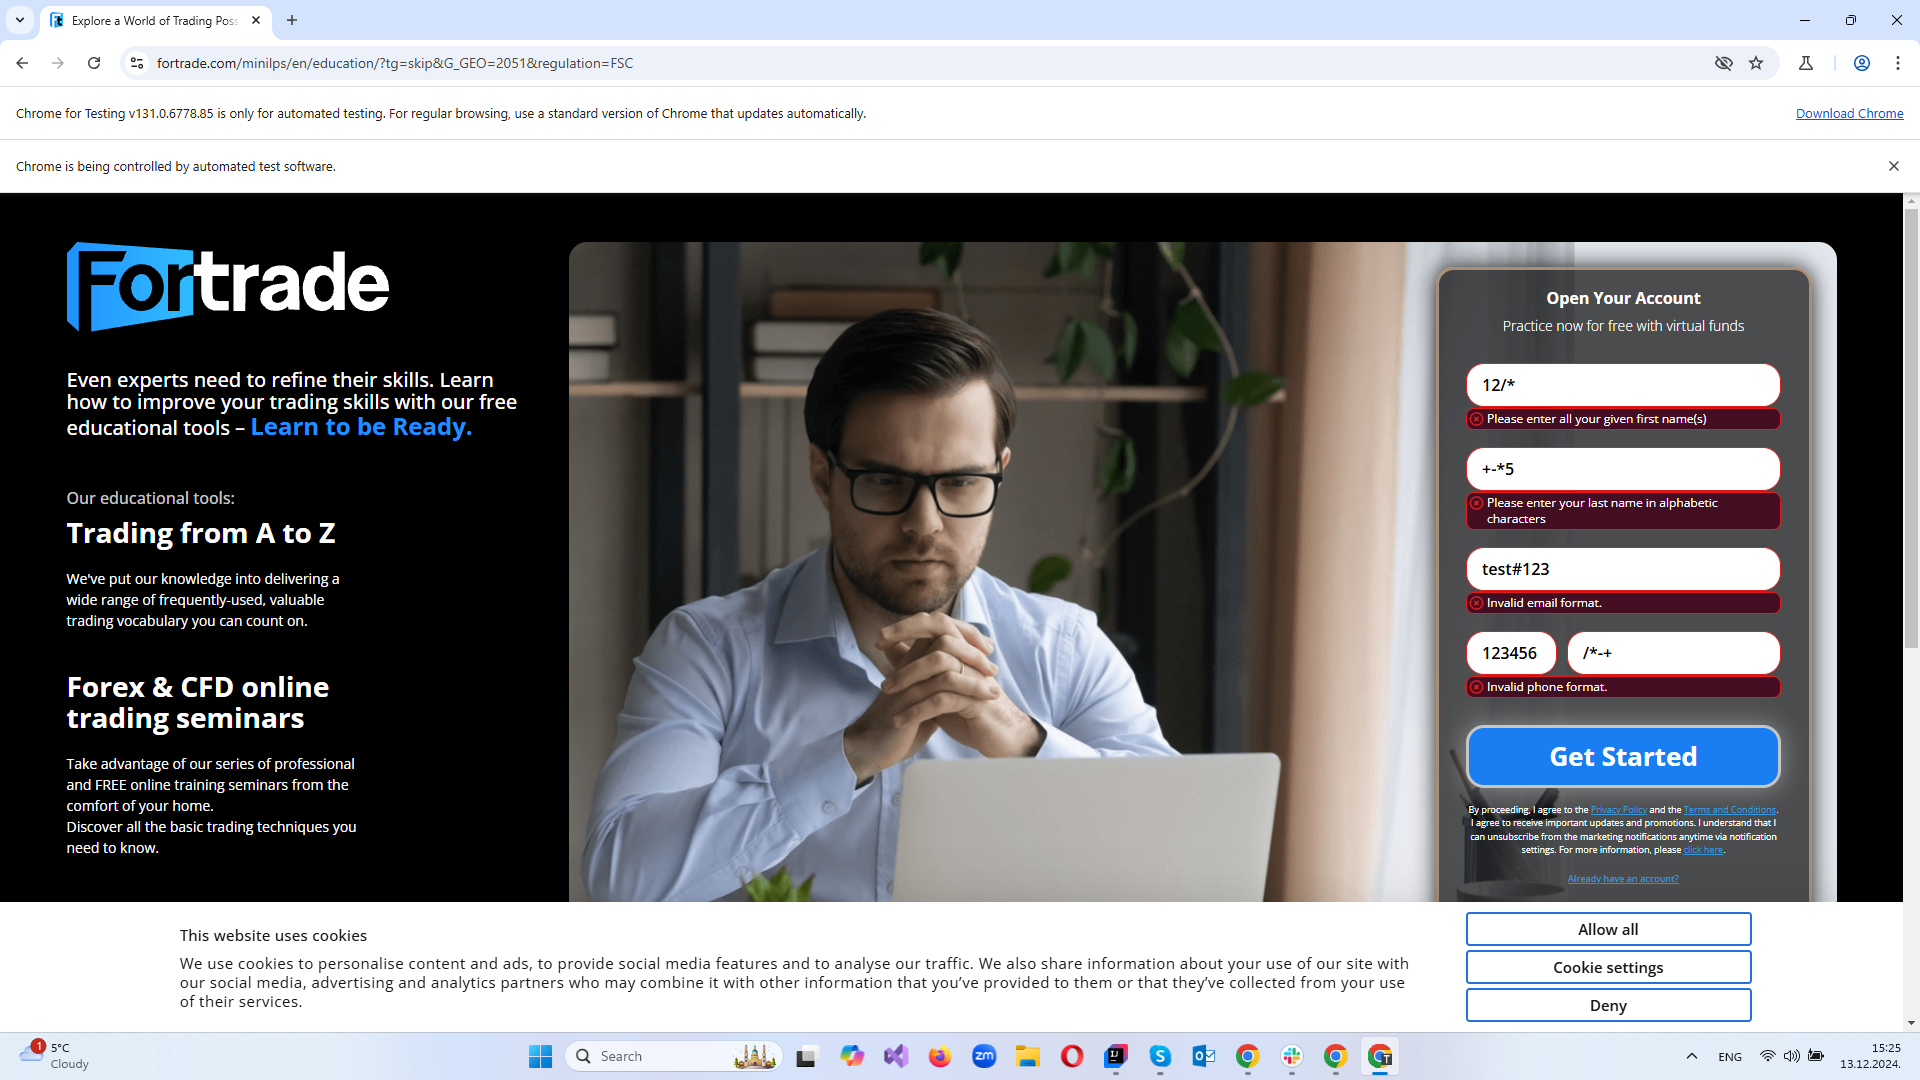 Explore a World of Trading Poss
fortrade.com/minilps/en/education/?tg=skip&G_GEO=2051&regulation=FSC
Chrome for Testing v131.0.6778.85 is only for automated testing. For regular browsing, use a standard version of Chrome that updates automatically.
Download Chrome
Chrome is being controlled by automated test software.
Fortrade
Even experts need to refine their skills. Learn
how to improve your trading skills with our free
educational tools – Learn to be Ready.
Our educational tools:
Trading from A to Z
We've put our knowledge into delivering a
wide range of frequently-used, valuable
trading vocabulary you can count on.
Forex & CFD online
trading seminars
Take advantage of our series of professional
and FREE online training seminars from the
comfort of your home.
Discover all the basic trading techniques you
need to know.
Open Your Account
Practice now for free with virtual funds
12/*
Please enter all your given first name(s)
+-*5
Please enter your last name in alphabetic
characters
test#123
Invalid email format.
123456 /*-+
Invalid phone format.
Get Started
By proceeding, I agree to the Privacy Policy and the Terms and Conditions.
I agree to receive important updates and promotions. I understand that I
can unsubscribe from the marketing notifications anytime via notification
settings. For more information, please click here.
Already have an account?
This website uses cookies
We use cookies to personalise content and ads, to provide social media features and to analyse our traffic. We also share information about your use of our site with
our social media, advertising and analytics partners who may combine it with other information that you've provided to them or that they've collected from your use
of their services.
Allow all
Cookie settings
Deny
1
5°C
Cloudy
Search
zm
ENG
15:25
13.12.2024.